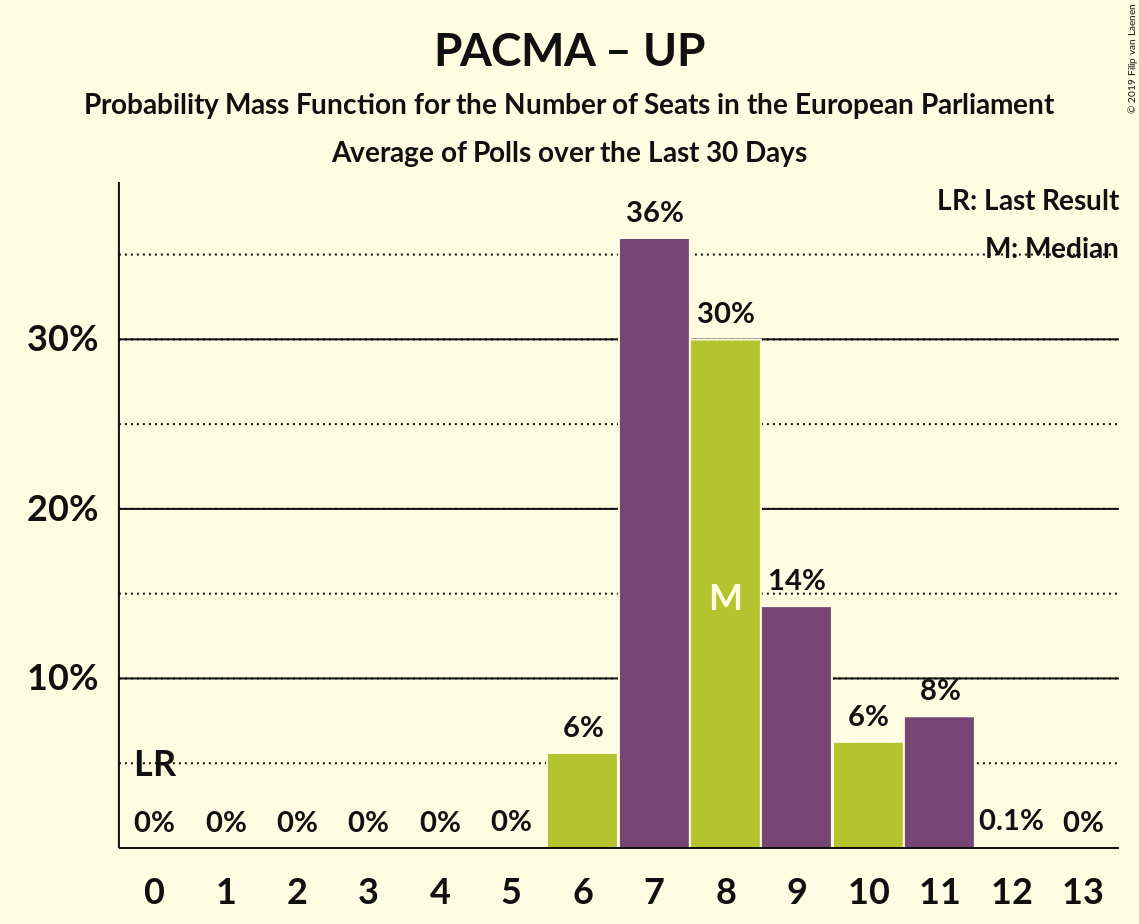 PACMA – UP
Probability Mass Function for the Number of Seats in the European Parliament
Average of Polls over the Last 30 Days
© 2019 Filip van Laenen
LR: Last Result
M: Median
36%
30%
30%
20%
14%
M
10%
8%
6%
6%
LR
0% 0% 0% 0% 0% 0% 0.1% 0%
0 1 2 3 4 5 6 7 8 9 10 11 12 13